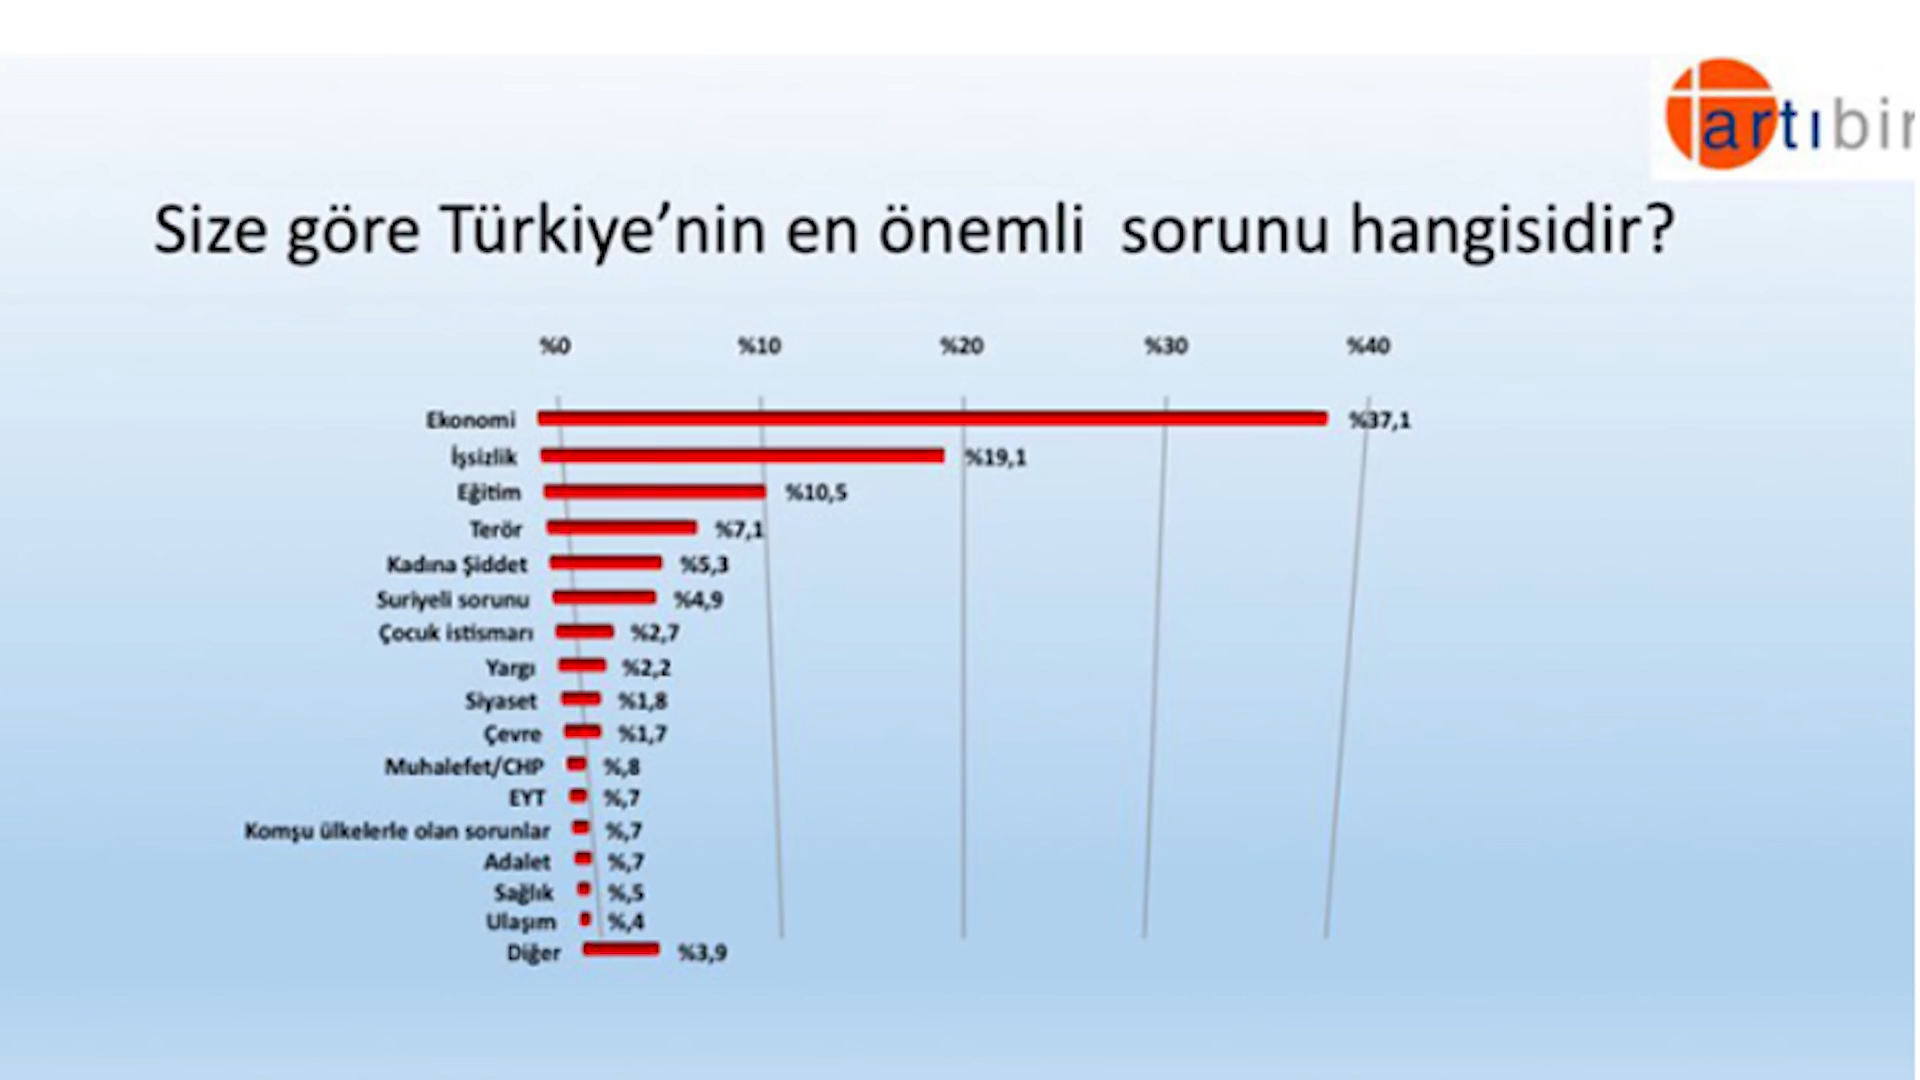 artıbir
Size göre Türkiye’nin en önemli sorunu hangisidir?
%0 %10 %20 %30 %40
Ekonomi %37,1
İşsizlik %19,1
Eğitim %10,5
Terör %7,1
Kadına Şiddet %5,3
Suriyeli sorunu %4,9
Çocuk istismarı %2,7
Yargı %2,2
Siyaset %1,8
Çevre %1,7
Muhalefet/CHP %,8
EYT %,7
Komşu ülkelerle olan sorunlar %,7
Adalet %,7
Sağlık %,5
Ulaşım %,4
Diğer %3,9